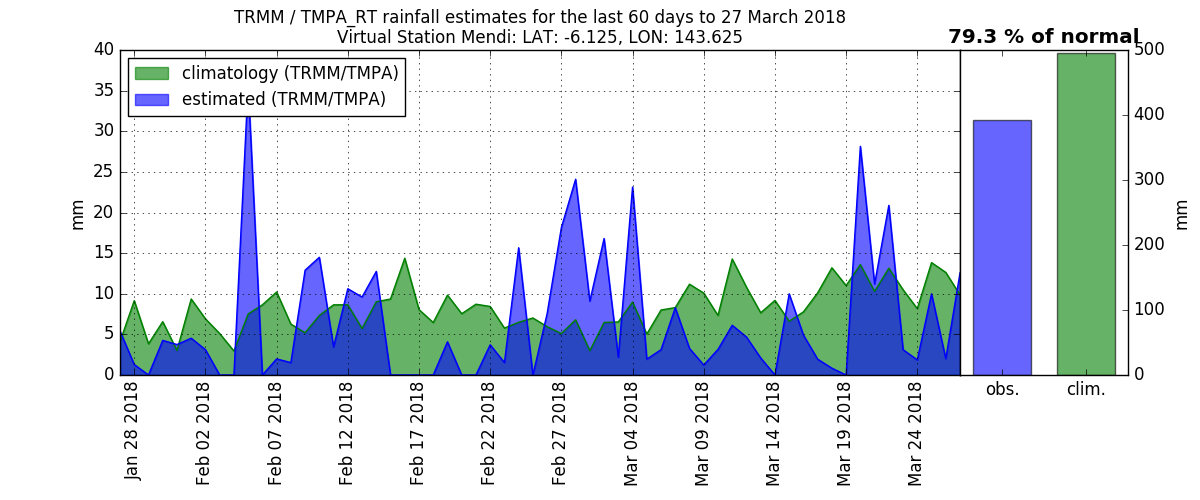 TRMM / TMPA_RT rainfall estimates for the last 60 days to 27 March 2018
Virtual Station Mendi: LAT: -6.125, LON: 143.625
79.3 % of normal
climatology (TRMM/TMPA)
estimated (TRMM/TMPA)
mm
40
35
30
25
20
15
10
5
0
Jan 28 2018
Feb 02 2018
Feb 07 2018
Feb 12 2018
Feb 17 2018
Feb 22 2018
Feb 27 2018
Mar 04 2018
Mar 09 2018
Mar 14 2018
Mar 19 2018
Mar 24 2018
obs.
clim.
500
400
300
200
100
0
mm